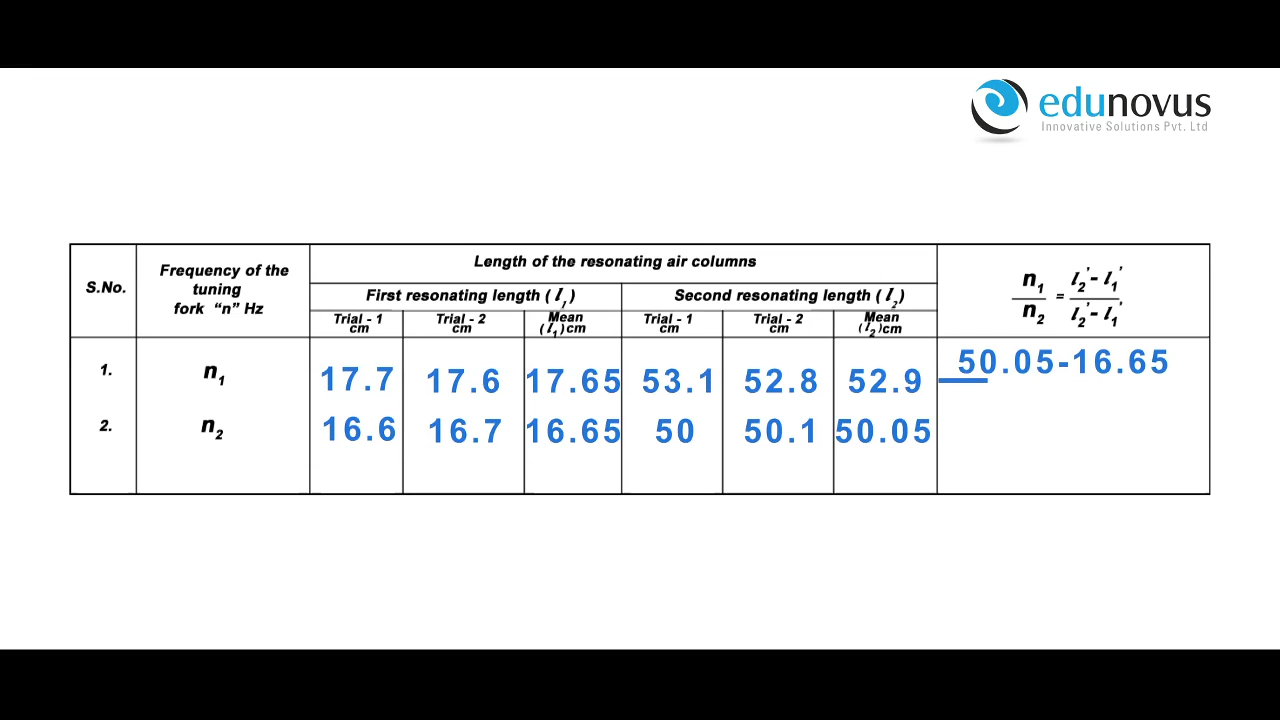 edunovus
Innovative Solutions Pvt. Ltd
S.No.
Frequency of the tuning fork “n” Hz
Length of the resonating air columns
First resonating length ( l₁ )
Second resonating length ( l₂ )
Trial - 1 cm
Trial - 2 cm
Mean ( l₁ )cm
Trial - 1 cm
Trial - 2 cm
Mean ( l₂ )cm
n₁/n₂ = l₂' - l₁' / l₂' - l₁'
1. n₁ 17.7 17.6 17.65 53.1 52.8 52.9 50.05-16.65
2. n₂ 16.6 16.7 16.65 50 50.1 50.05